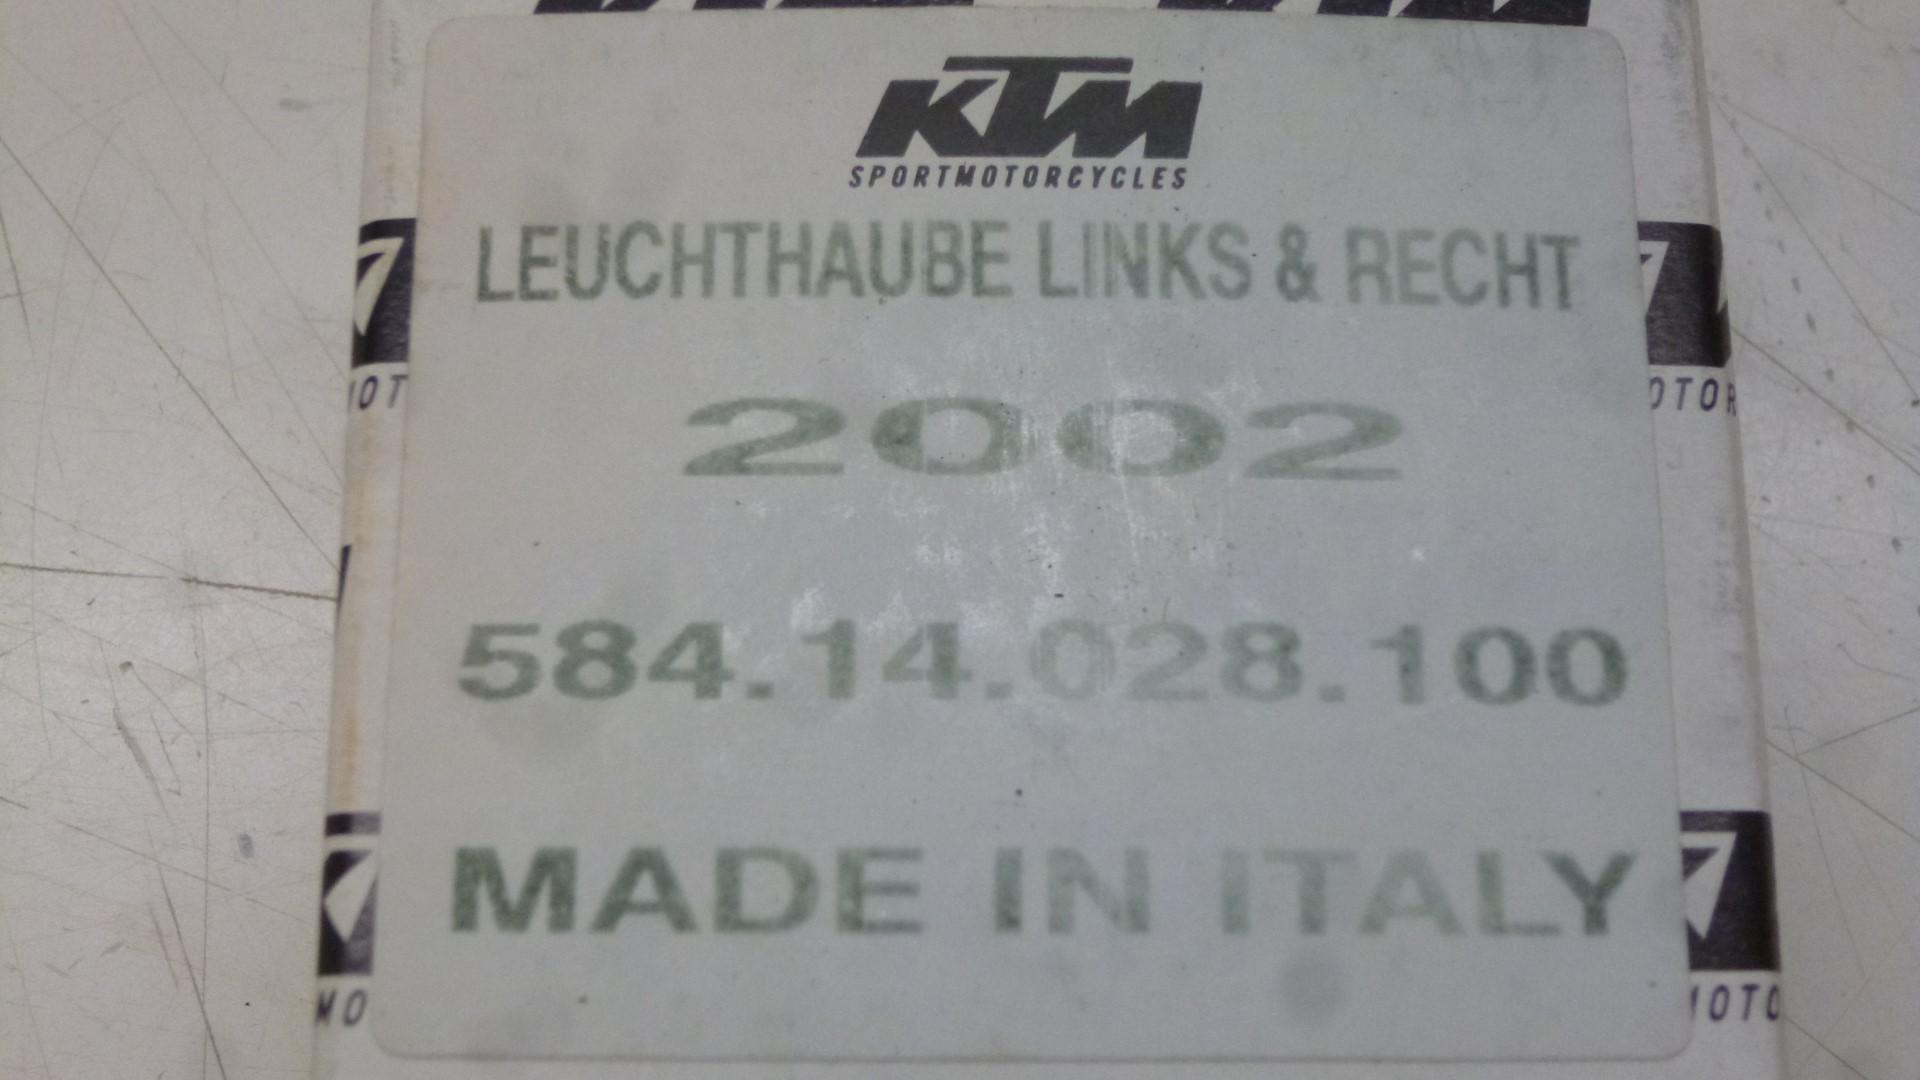 KTM
SPORTMOTORCYCLES
LEUCHTHAUBE LINKS & RECHT
2002
584.14.028.100
MADE IN ITALY